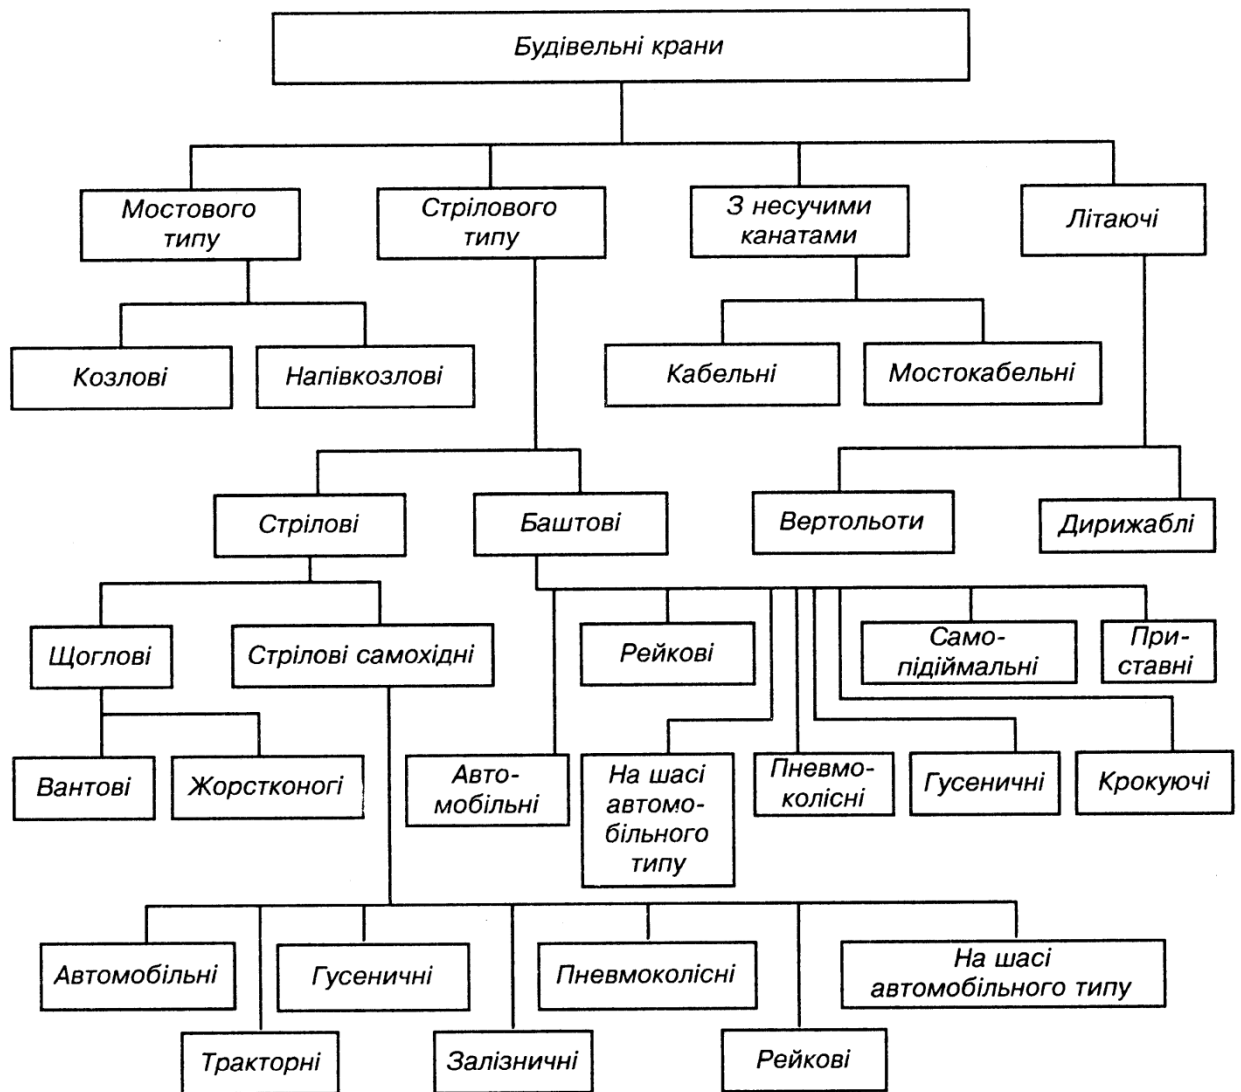 Будівельні крани
Мостового
типу
Стрілового
типу
З несучими
канатами
Літаючі
Козлові
Напівкозлові
Кабельні
Мостокабельні
Стрілові
Баштові
Вертольоти
Дирижаблі
Щоглові
Стрілові самохідні
Рейкові
Само-
підіймальні
При-
ставні
Вантові
Жорстконогі
Авто-
мобільні
На шасі
автомо-
більного
типу
Пневмо-
колісні
Гусеничні
Крокуючі
Автомобільні
Гусеничні
Пневмоколісні
На шасі
автомобільного типу
Тракторні
Залізничні
Рейкові